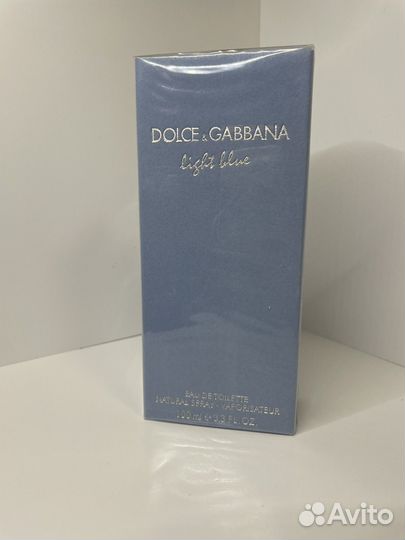 DOLCE & GABBANA
light blue
EAU DE TOILETTE
NATURAL SPRAY - VAPORISATEUR
100 ml e 3.3 FL.OZ.
Avito